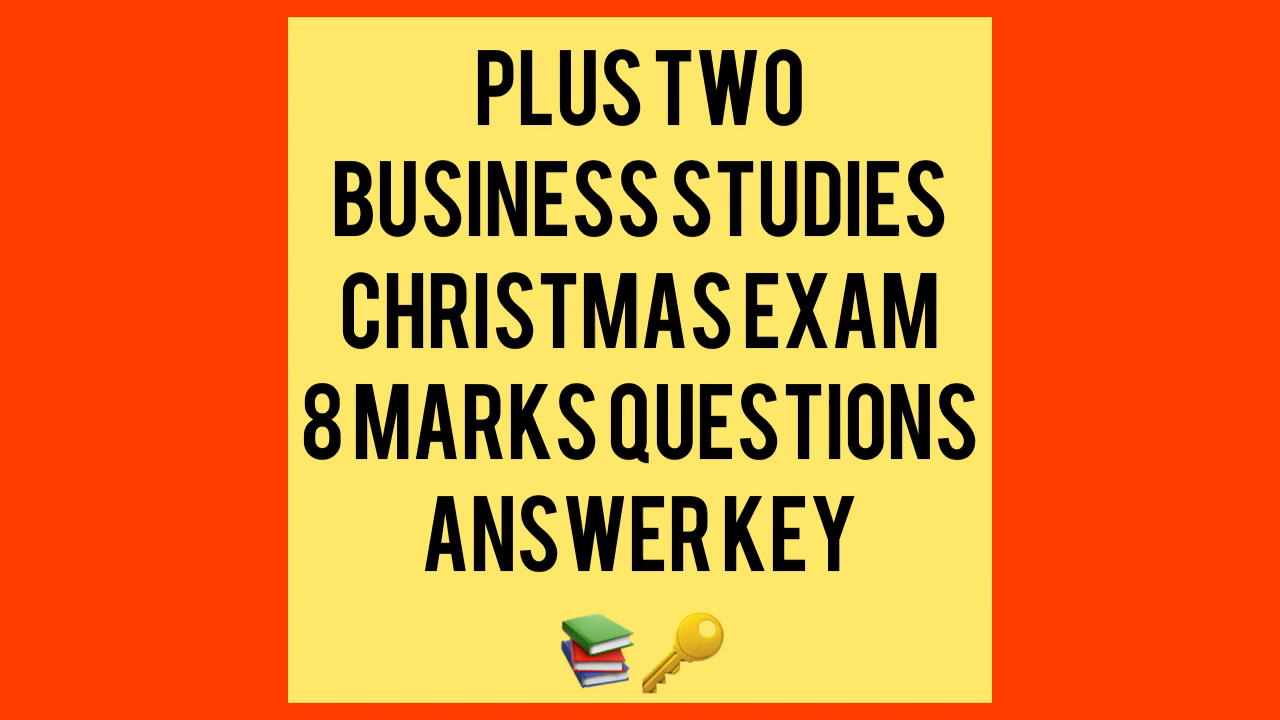 PLUS TWO
BUSINESS STUDIES
CHRISTMAS EXAM
8 MARKS QUESTIONS
ANSWER KEY